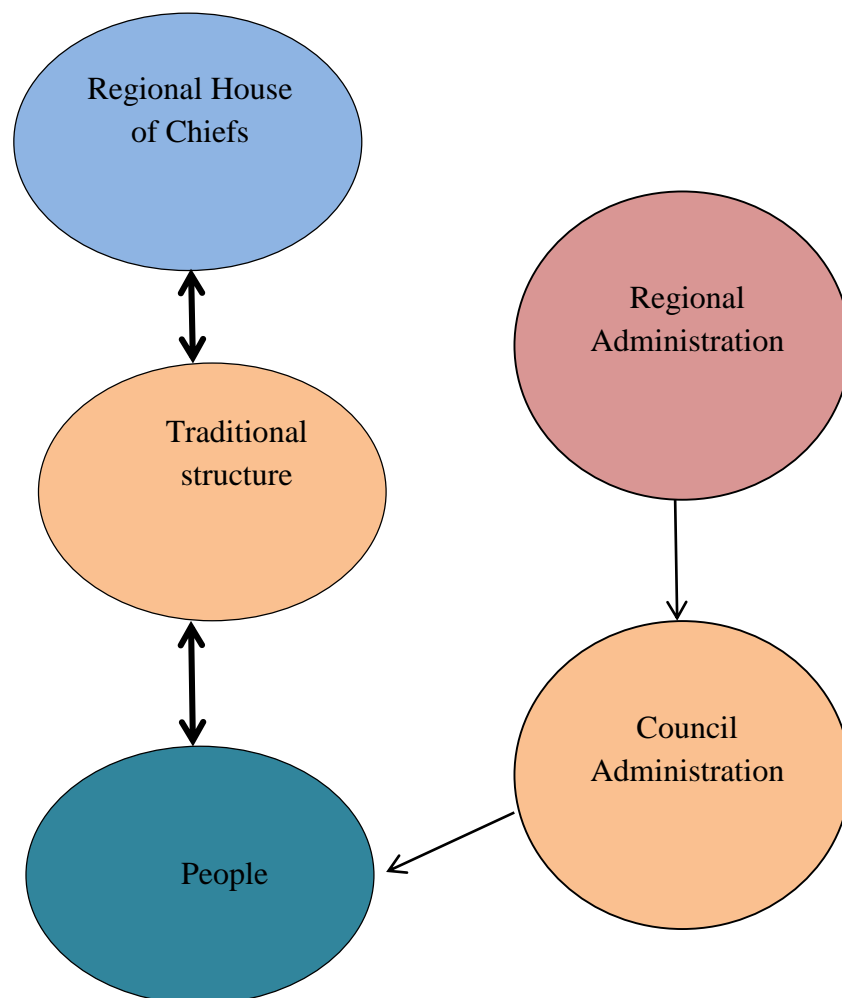 Regional House
of Chiefs
Regional
Administration
Traditional
structure
Council
Administration
People